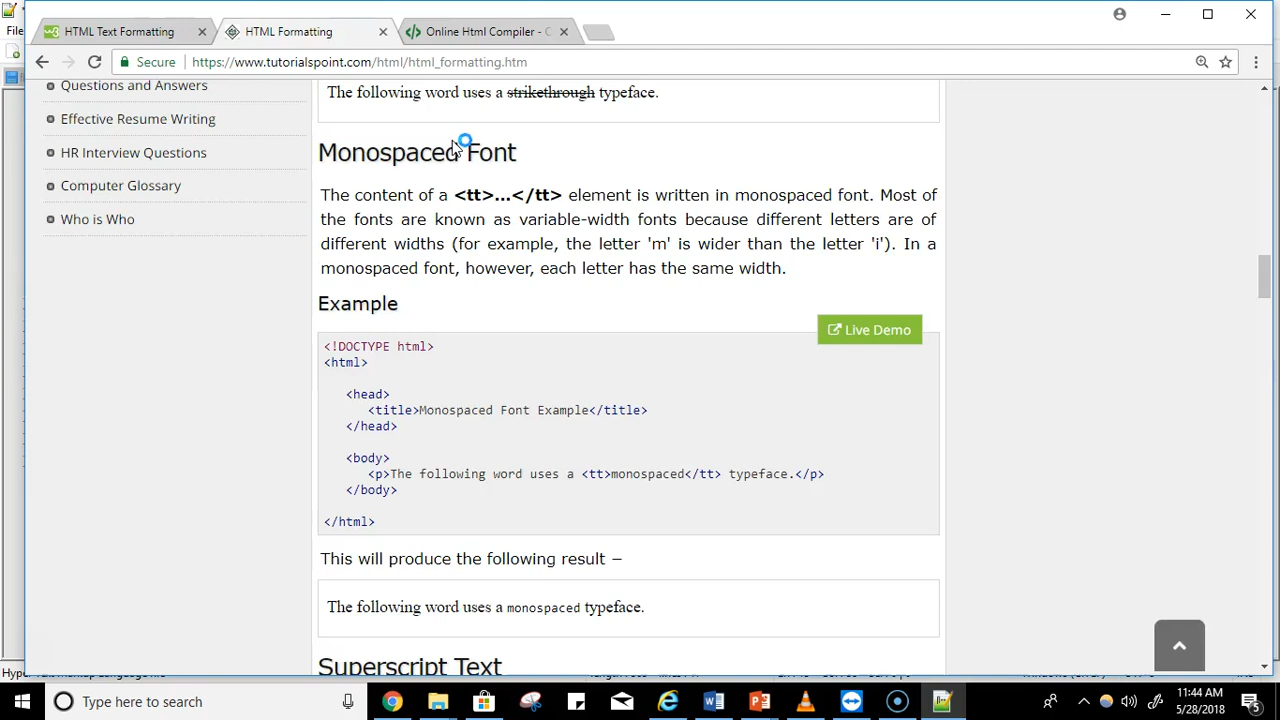 HTML Text Formatting
HTML Formatting
Online Html Compiler - C
File
Secure
https://www.tutorialspoint.com/html/html_formatting.htm
Questions and Answers
Effective Resume Writing
HR Interview Questions
Computer Glossary
Who is Who
The following word uses a strikethrough typeface.
Monospaced Font
The content of a <tt>...</tt> element is written in monospaced font. Most of
the fonts are known as variable-width fonts because different letters are of
different widths (for example, the letter 'm' is wider than the letter 'i'). In a
monospaced font, however, each letter has the same width.
Example
Live Demo
<!DOCTYPE html>
<html>
<head>
<title>Monospaced Font Example</title>
</head>
<body>
<p>The following word uses a <tt>monospaced</tt> typeface.</p>
</body>
</html>
This will produce the following result −
The following word uses a monospaced typeface.
Superscript Text
Type here to search
11:44 AM
5/28/2018
5